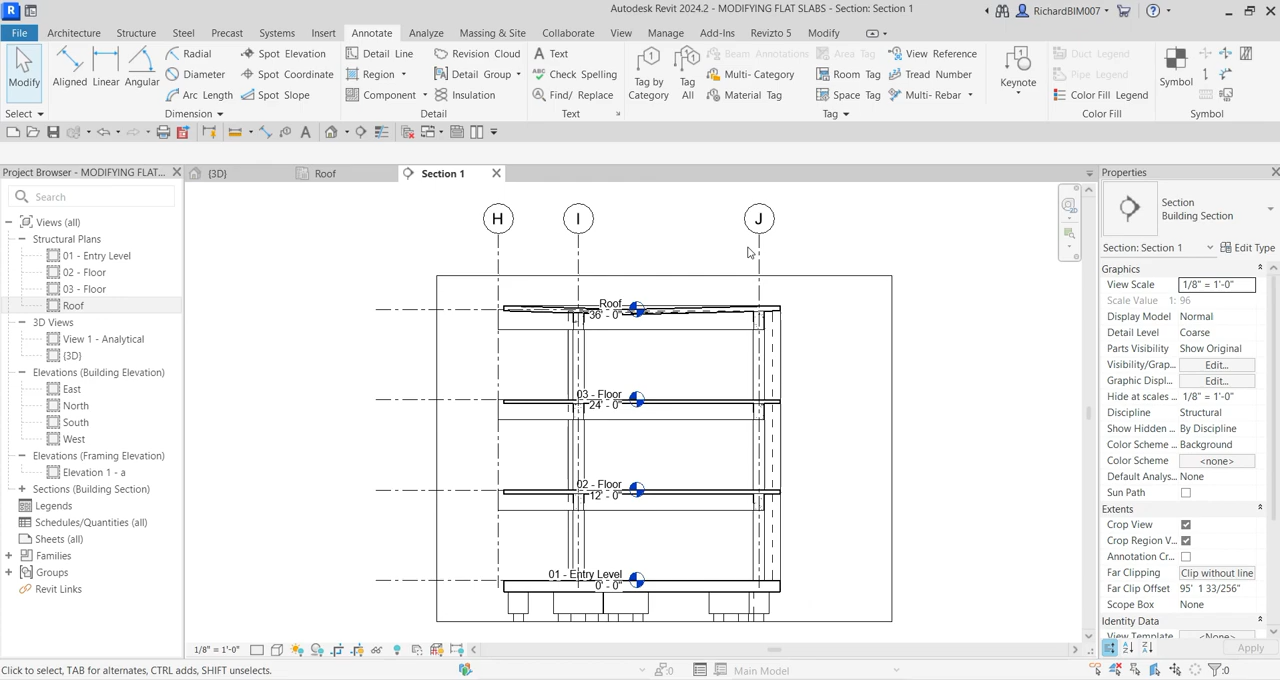 R
Autodesk Revit 2024.2 - MODIFYING FLAT SLABS - Section: Section 1
RichardBIM007
File
Architecture
Structure
Steel
Precast
Systems
Insert
Annotate
Analyze
Massing & Site
Collaborate
View
Manage
Add-Ins
Revizto 5
Modify
Modify
Aligned
Linear
Angular
Radial
Diameter
Arc Length
Spot Elevation
Spot Coordinate
Spot Slope
Detail Line
Region
Component
Revision Cloud
Detail Group
Insulation
Text
Check Spelling
Find/ Replace
Tag by
Category
Tag
All
Beam Annotations
Multi- Category
Material Tag
Area Tag
Room Tag
Space Tag
View Reference
Tread Number
Multi- Rebar
Keynote
Duct Legend
Pipe Legend
Color Fill Legend
Symbol
Select
Dimension
Detail
Text
Tag
Color Fill
Symbol
Project Browser - MODIFYING FLAT...
Search
Views (all)
Structural Plans
01 - Entry Level
02 - Floor
03 - Floor
Roof
3D Views
View 1 - Analytical
{3D}
Elevations (Building Elevation)
East
North
South
West
Elevations (Framing Elevation)
Elevation 1 - a
Sections (Building Section)
Legends
Schedules/Quantities (all)
Sheets (all)
Families
Groups
Revit Links
{3D}
Roof
Section 1
H
I
J
Roof
36' - 0"
03 - Floor
24' - 0"
02 - Floor
12' - 0"
01 - Entry Level
0' - 0"
Properties
Section
Building Section
Section: Section 1
Edit Type
Graphics
View Scale 1/8" = 1'-0"
Scale Value 1: 96
Display Model Normal
Detail Level Coarse
Parts Visibility Show Original
Visibility/Grap... Edit...
Graphic Displ... Edit...
Hide at scales ... 1/8" = 1'-0"
Discipline Structural
Show Hidden ... By Discipline
Color Scheme ... Background
Color Scheme <none>
Default Analys... None
Sun Path
Extents
Crop View
Crop Region V...
Annotation Cr...
Far Clipping Clip without line
Far Clip Offset 95' 1 33/256"
Scope Box None
Identity Data
View Template <None>
Apply
1/8" = 1'-0"
Click to select, TAB for alternates, CTRL adds, SHIFT unselects.
:0
Main Model
:0